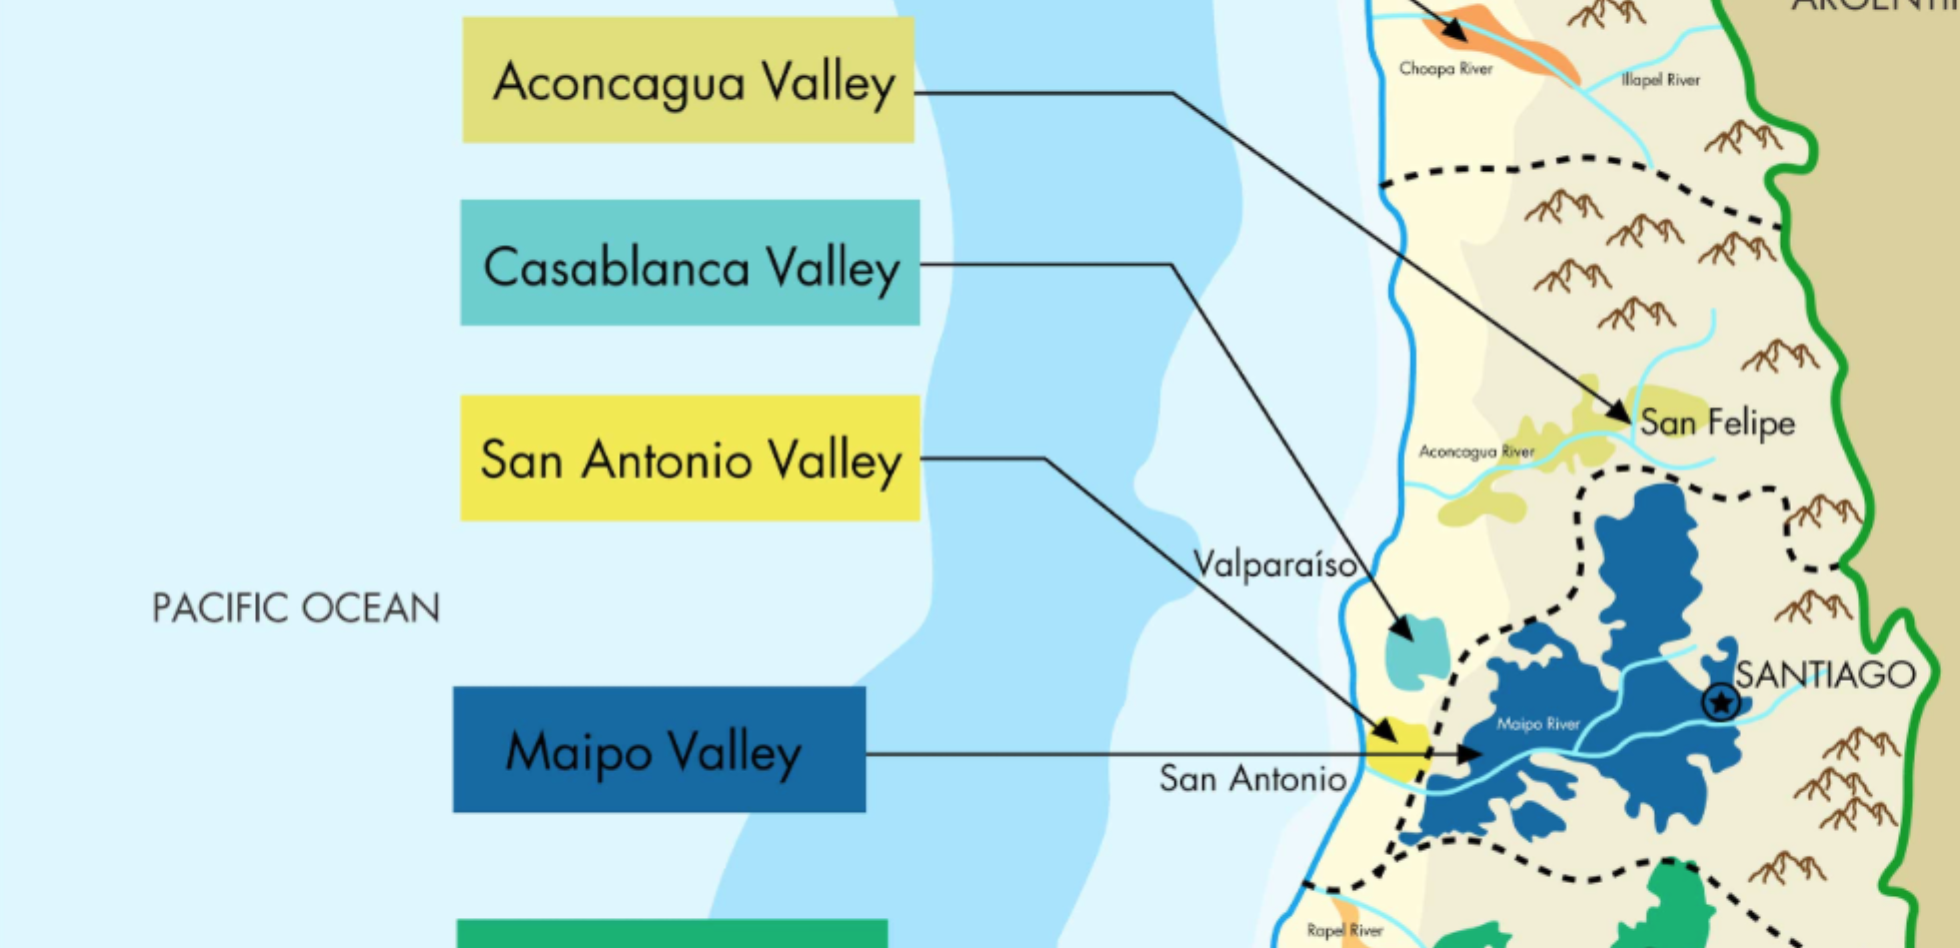 Aconcagua Valley
Choapa River
Illapel River
Casablanca Valley
San Felipe
Aconcagua River
San Antonio Valley
Valparaíso
PACIFIC OCEAN
SANTIAGO
Maipo River
Maipo Valley
San Antonio
Rapel River